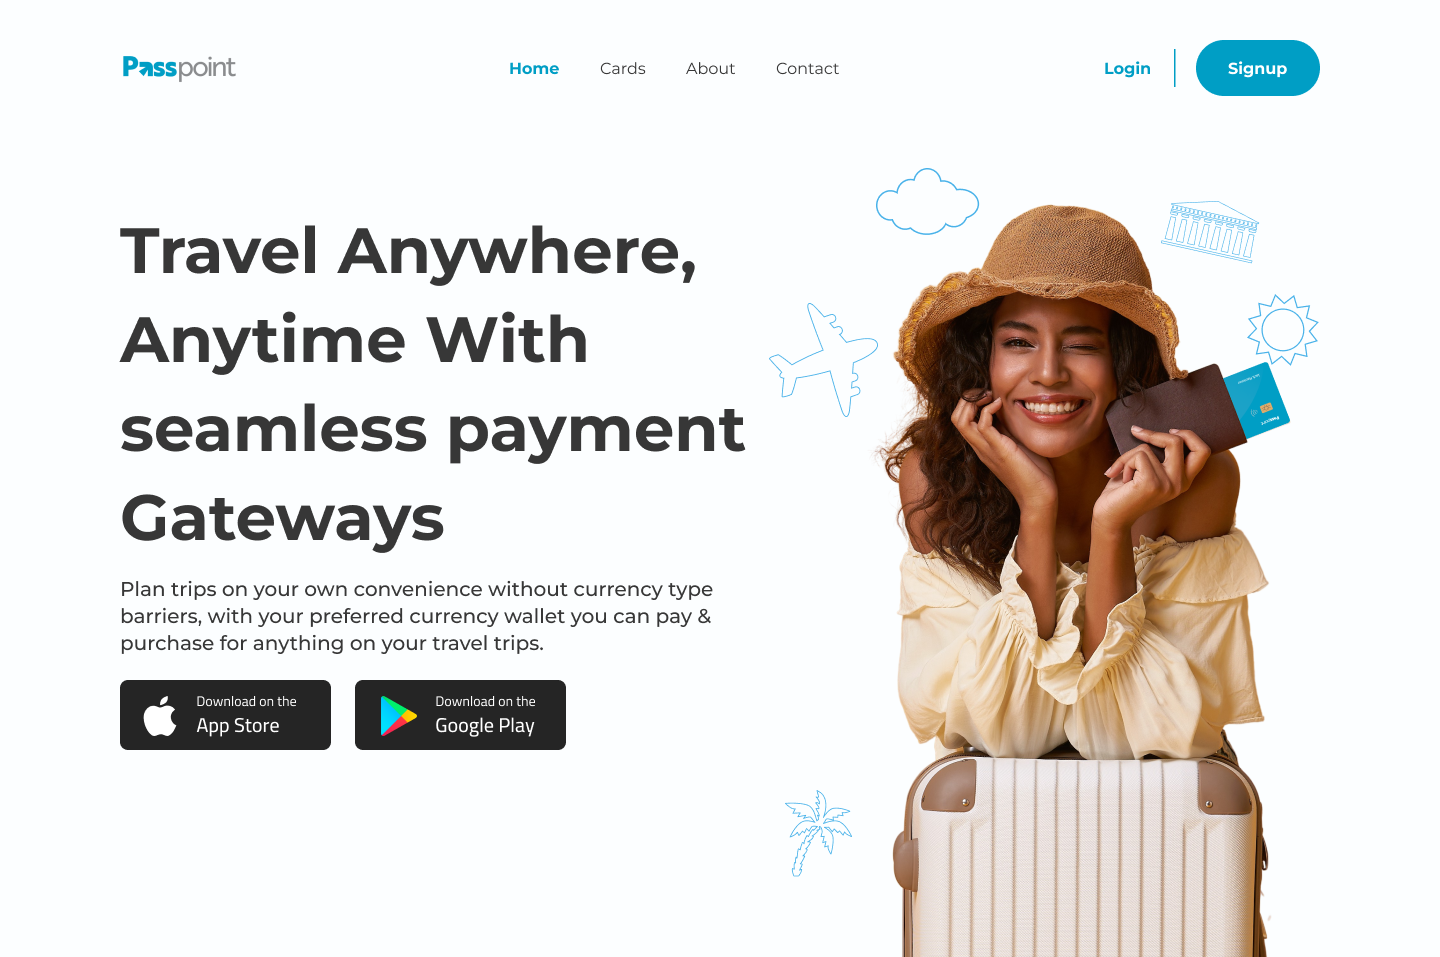 Passpoint
Home
Cards
About
Contact
Login
Signup
Travel Anywhere,
Anytime With
seamless payment
Gateways
Plan trips on your own convenience without currency type
barriers, with your preferred currency wallet you can pay &
purchase for anything on your travel trips.
Download on the
App Store
Download on the
Google Play